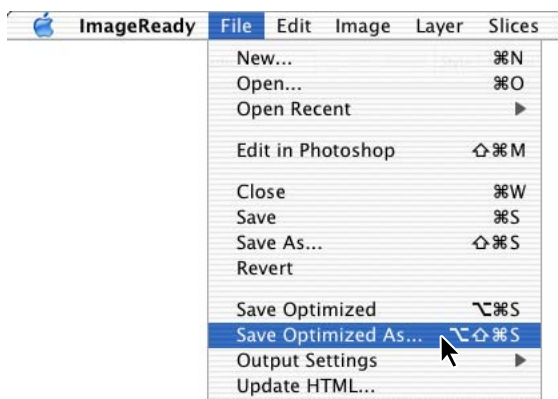 ImageReady File Edit Image Layer Slices
New... ⌘N
Open... ⌘O
Open Recent ▶
Edit in Photoshop ⇧⌘M
Close ⌘W
Save ⌘S
Save As... ⇧⌘S
Revert
Save Optimized ⌥⌘S
Save Optimized As... ⌥⇧⌘S
Output Settings ▶
Update HTML...